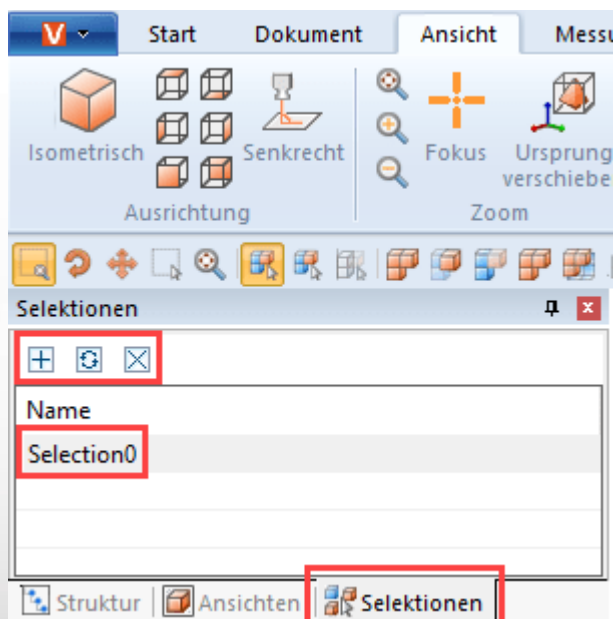 V Start Dokument Ansicht Messu
Isometrisch Senkrecht Fokus Ursprung
verschiebe
Ausrichtung Zoom
Selektionen
Name
Selection0
Struktur Ansichten Selektionen